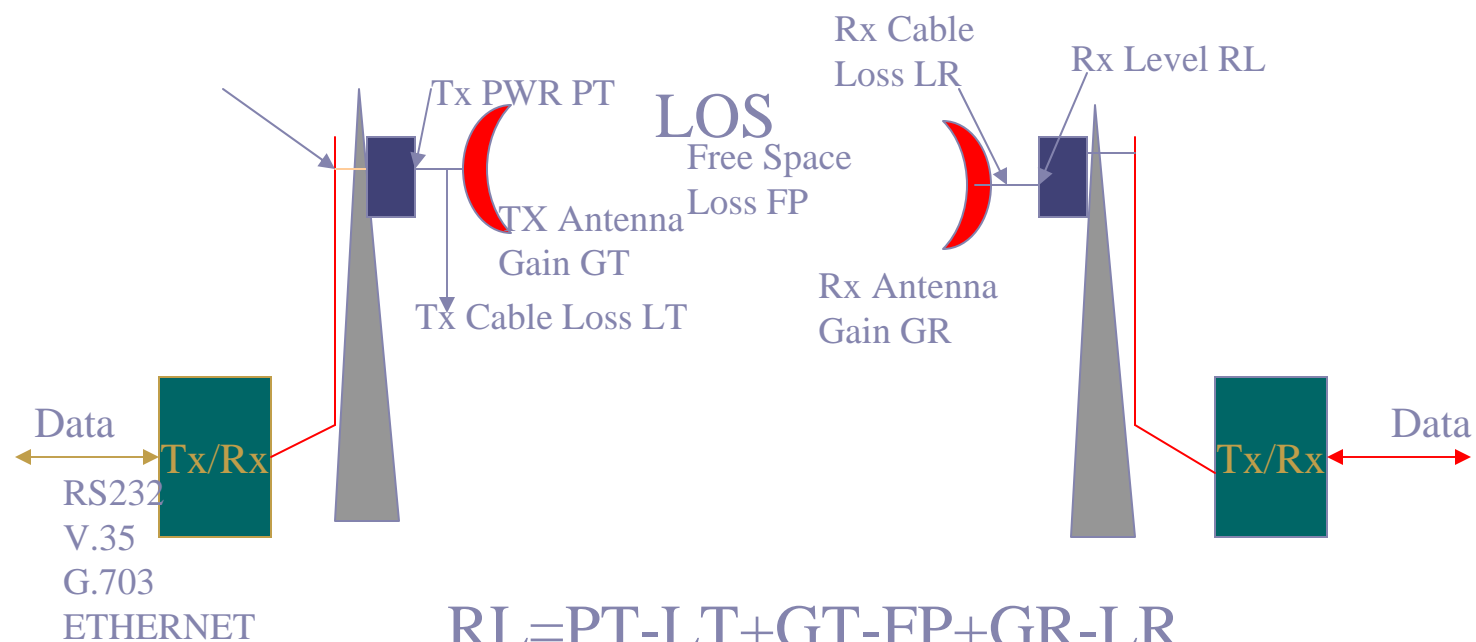 Rx Cable
Loss LR
Rx Level RL
Tx PWR PT
LOS
Free Space
Loss FP
TX Antenna
Gain GT
Rx Antenna
Gain GR
Tx Cable Loss LT
Data
Data
Tx/Rx
Tx/Rx
RS232
V.35
G.703
ETHERNET
RL=PT-LT+GT-FP+GR-LR